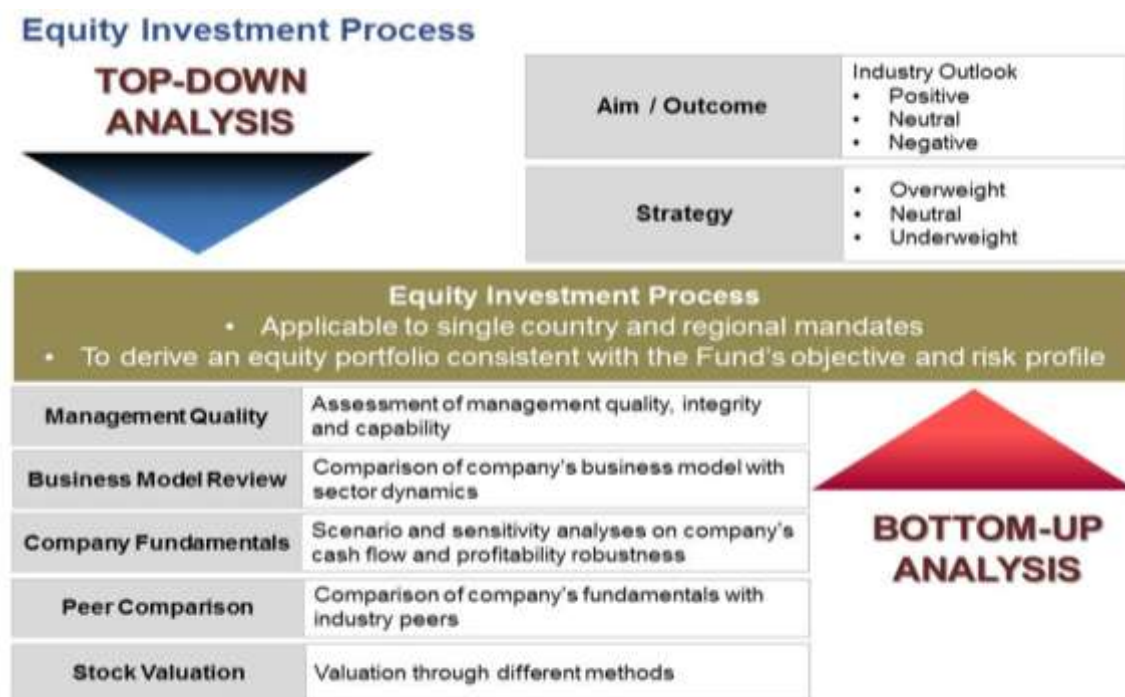 Equity Investment Process
TOP-DOWN
ANALYSIS
Aim / Outcome
Industry Outlook
• Positive
• Neutral
• Negative
Strategy
• Overweight
• Neutral
• Underweight
Equity Investment Process
• Applicable to single country and regional mandates
• To derive an equity portfolio consistent with the Fund's objective and risk profile
Management Quality
Assessment of management quality, integrity
and capability
Business Model Review
Comparison of company's business model with
sector dynamics
Company Fundamentals
Scenario and sensitivity analyses on company's
cash flow and profitability robustness
Peer Comparison
Comparison of company's fundamentals with
industry peers
Stock Valuation
Valuation through different methods
BOTTOM-UP
ANALYSIS